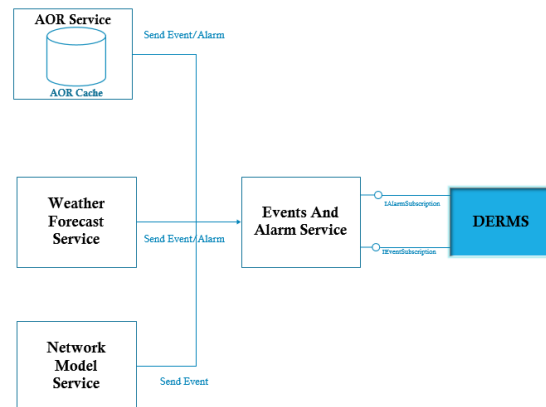 AOR Service
Send Event/Alarm
AOR Cache
Weather
Forecast
Service
Send Event/Alarm
Events And
Alarm Service
IAlarmSubscription
IEventSubscription
DERMS
Network
Model
Service
Send Event